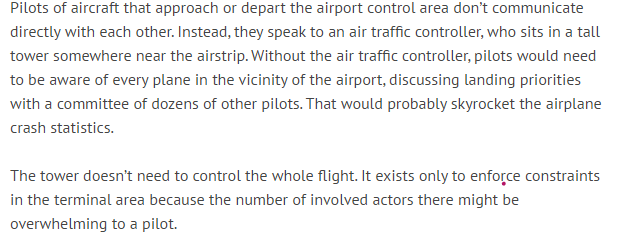 Pilots of aircraft that approach or depart the airport control area don't communicate
directly with each other. Instead, they speak to an air traffic controller, who sits in a tall
tower somewhere near the airstrip. Without the air traffic controller, pilots would need
to be aware of every plane in the vicinity of the airport, discussing landing priorities
with a committee of dozens of other pilots. That would probably skyrocket the airplane
crash statistics.
The tower doesn't need to control the whole flight. It exists only to enforce constraints
in the terminal area because the number of involved actors there might be
overwhelming to a pilot.